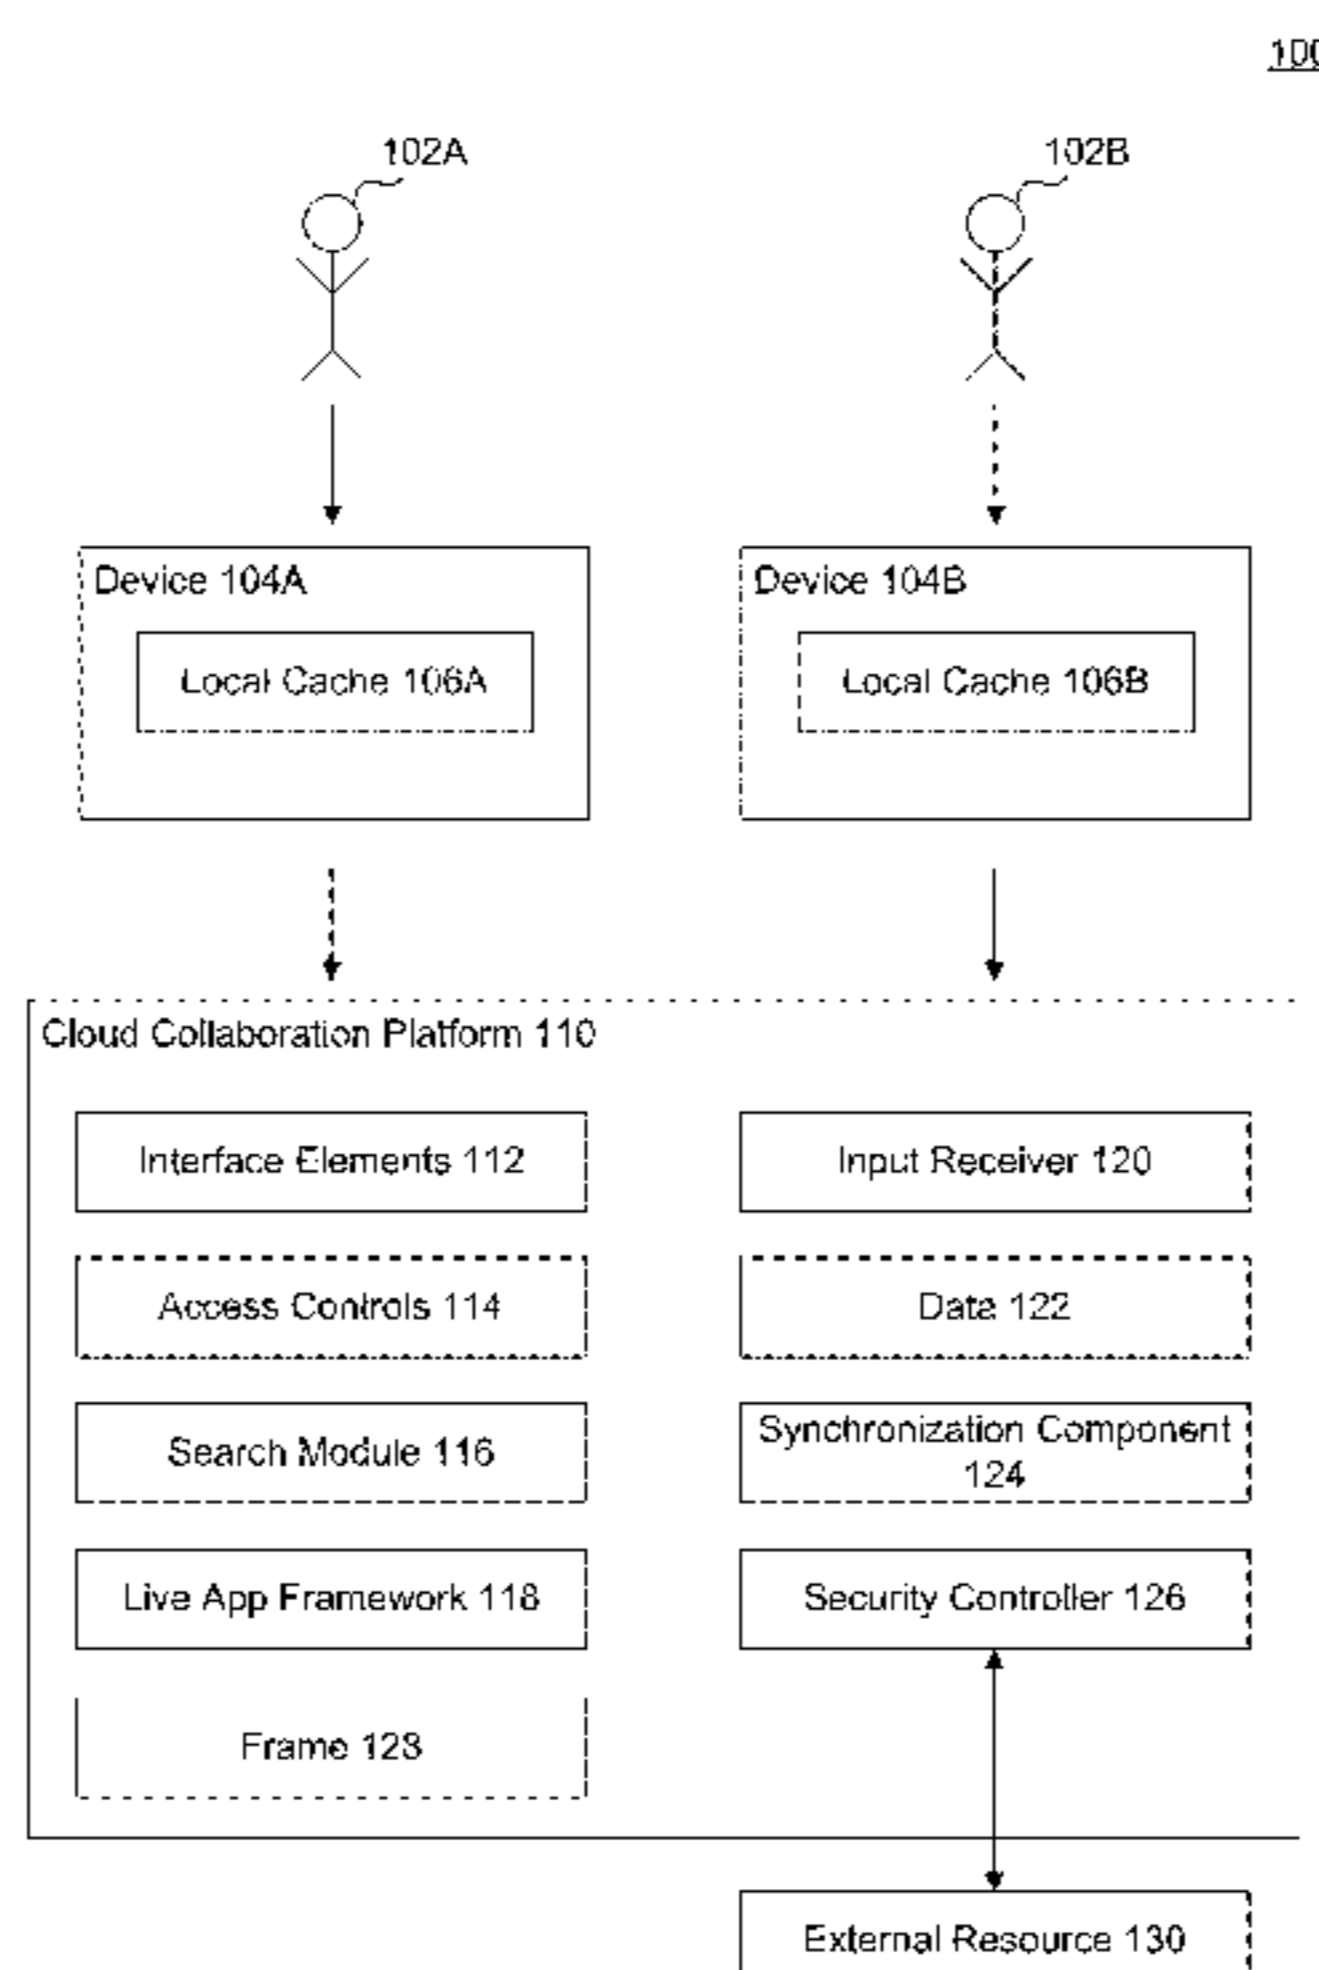 100
102A
102B
Device 104A
Device 104B
Local Cache 106A
Local Cache 106B
Cloud Collaboration Platform 110
Interface Elements 112
Input Receiver 120
Access Controls 114
Data 122
Search Module 116
Synchronization Component
124
Live App Framework 118
Security Controller 126
Frame 128
External Resource 130